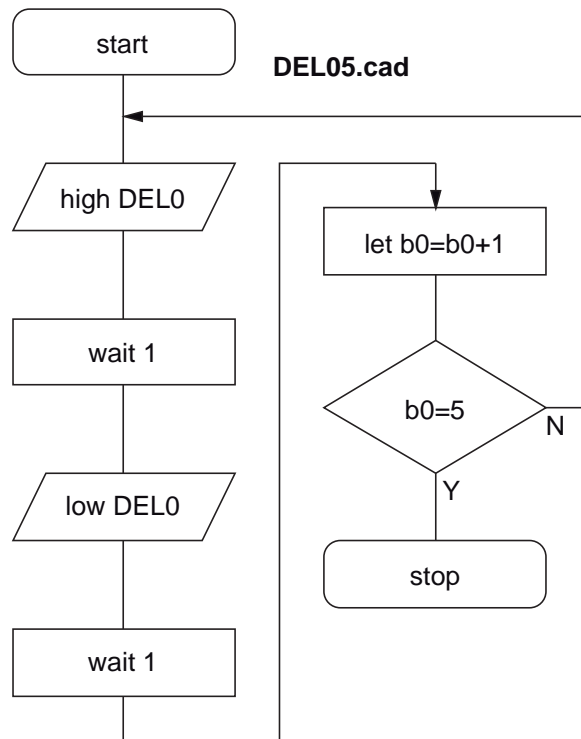 start
DEL05.cad
high DEL0
wait 1
low DEL0
wait 1
let b0=b0+1
b0=5
N
Y
stop